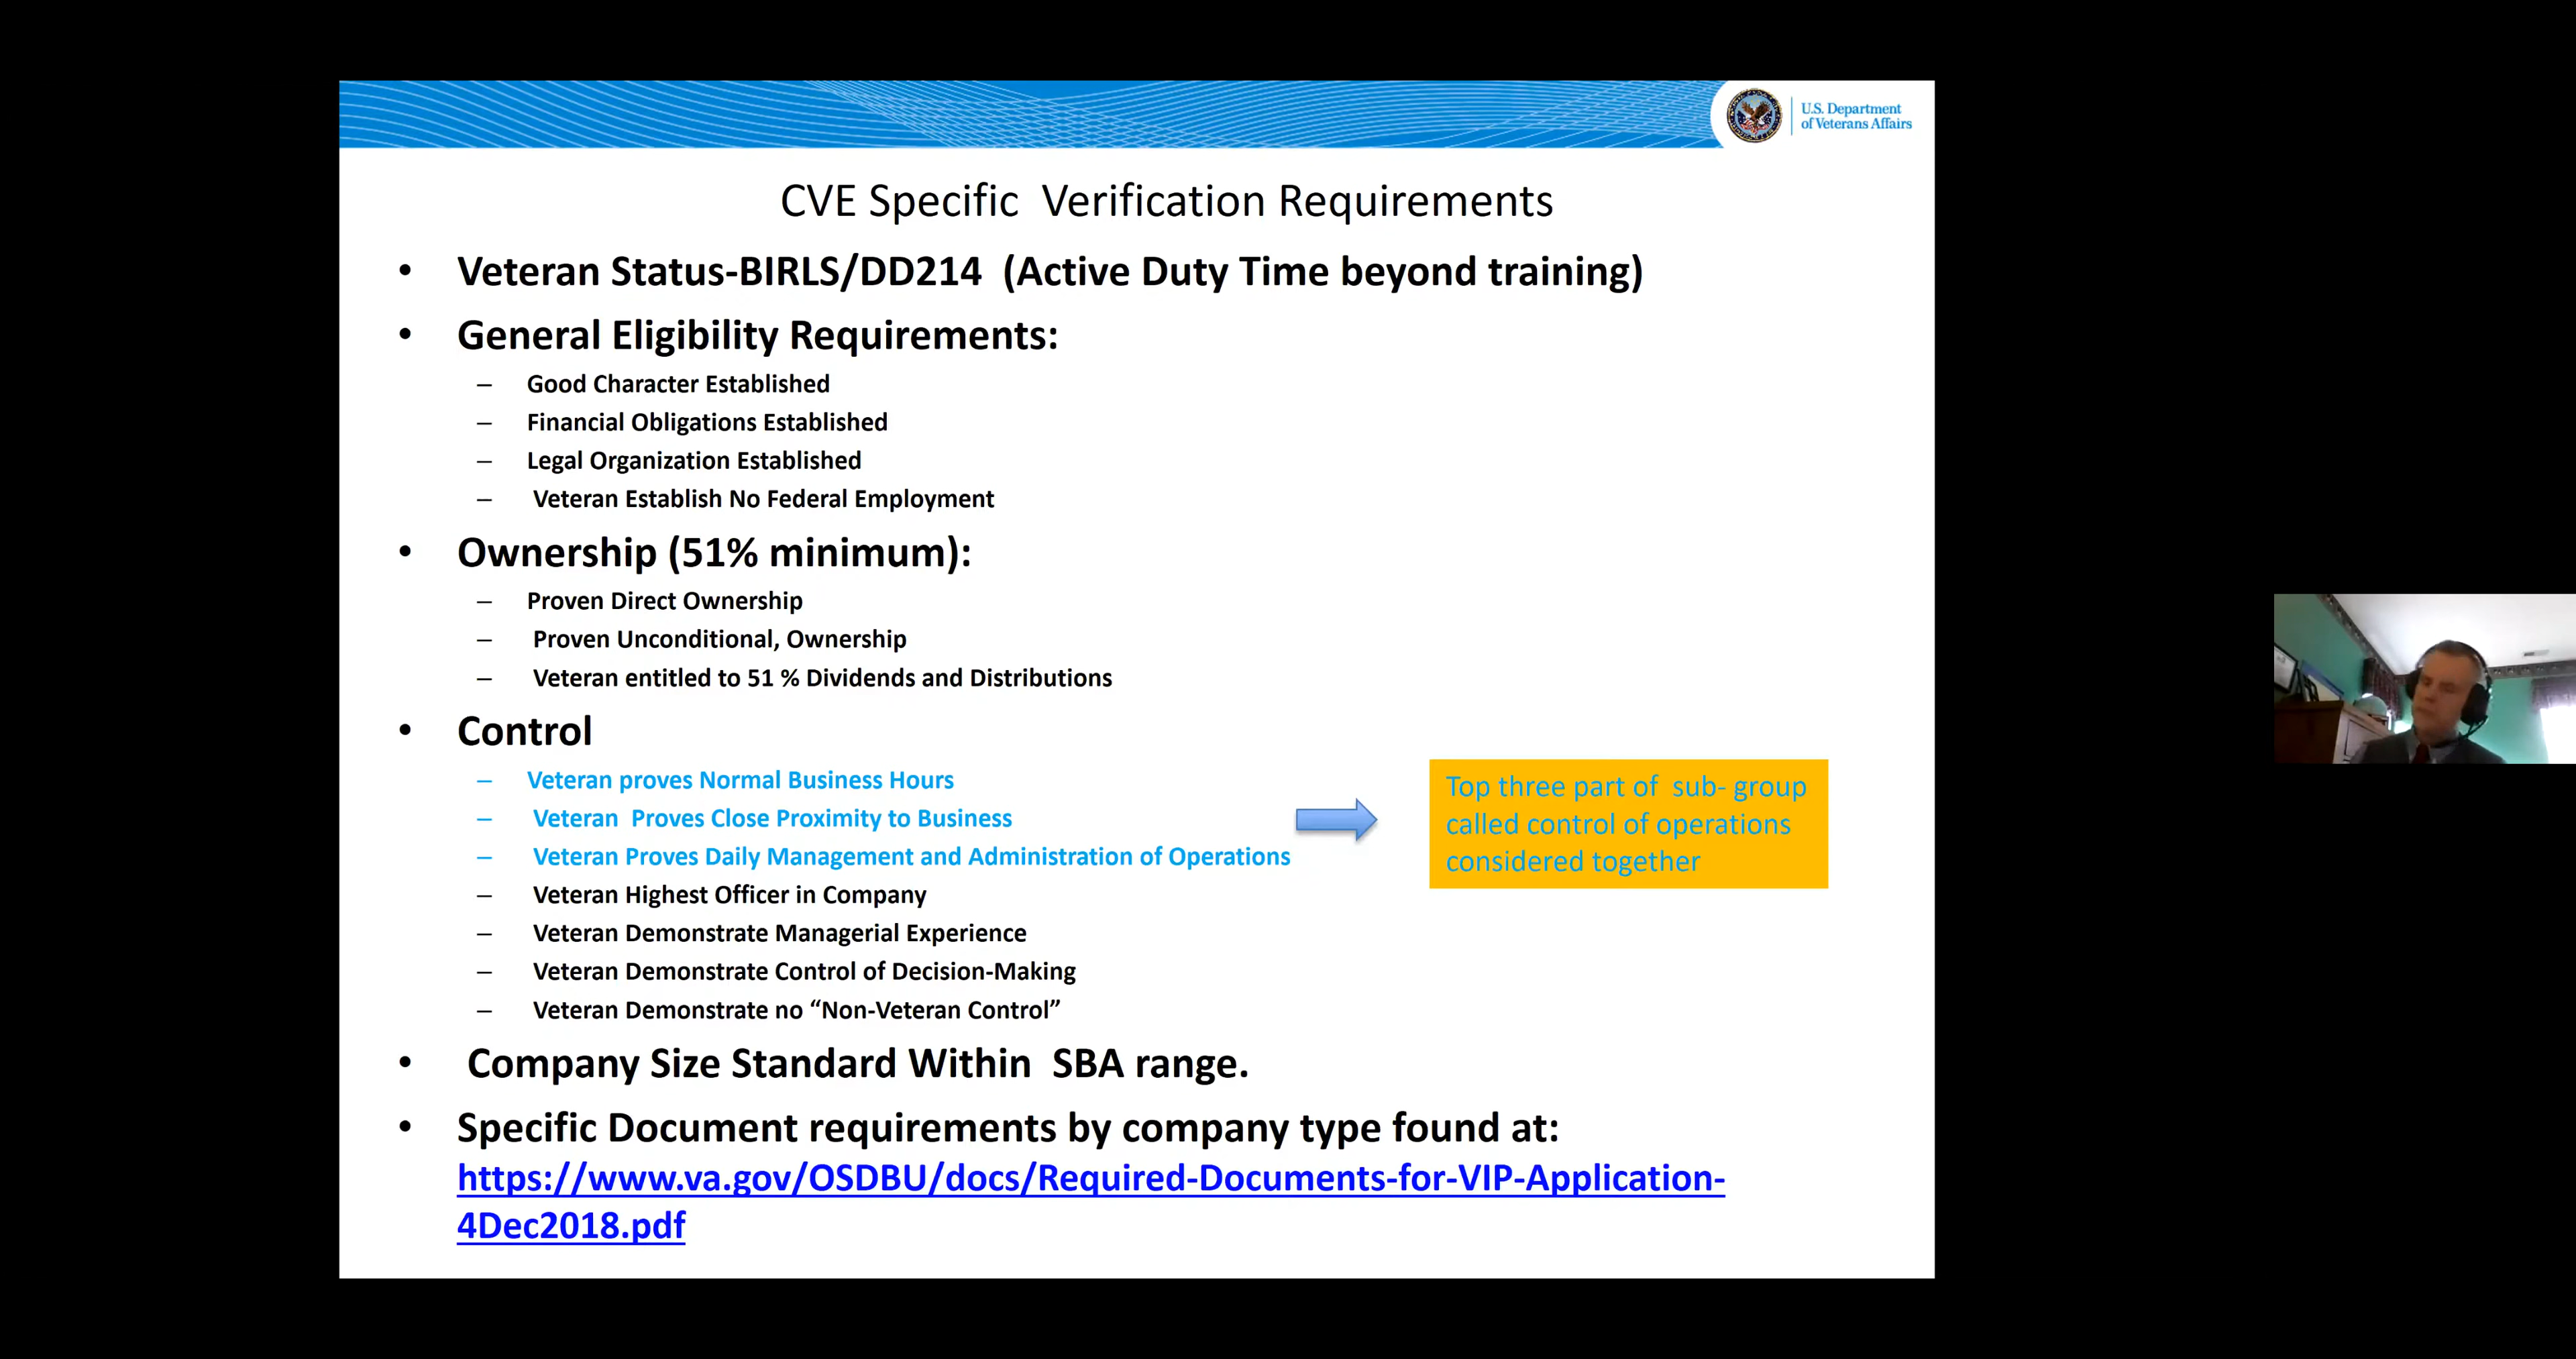 U.S. Department
of Veterans Affairs
CVE Specific  Verification Requirements
• Veteran Status-BIRLS/DD214  (Active Duty Time beyond training)
• General Eligibility Requirements:
– Good Character Established
– Financial Obligations Established
– Legal Organization Established
– Veteran Establish No Federal Employment
• Ownership (51% minimum):
– Proven Direct Ownership
– Proven Unconditional, Ownership
– Veteran entitled to 51 % Dividends and Distributions
• Control
– Veteran proves Normal Business Hours
– Veteran  Proves Close Proximity to Business
– Veteran Proves Daily Management and Administration of Operations
– Veteran Highest Officer in Company
– Veteran Demonstrate Managerial Experience
– Veteran Demonstrate Control of Decision-Making
– Veteran Demonstrate no “Non-Veteran Control”
Top three part of  sub- group
called control of operations
considered together
• Company Size Standard Within  SBA range.
• Specific Document requirements by company type found at:
https://www.va.gov/OSDBU/docs/Required-Documents-for-VIP-Application-
4Dec2018.pdf